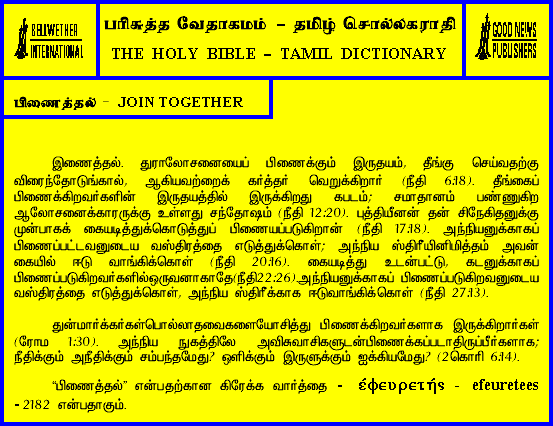 BELLWETHER
INTERNATIONAL
பரிசுத்த வேதாகமம் – தமிழ் சொல்லகராதி
THE HOLY BIBLE – TAMIL DICTIONARY
GOOD NEWS
PUBLISHERS
பிணைத்தல் – JOIN TOGETHER
இணைத்தல். துராலோசனையைப் பிணைக்கும் இருதயம், தீங்கு செய்வதற்கு
விரைந்தோடுங்கால், ஆகியவற்றைக் கர்த்தர் வெறுக்கிறார் (நீதி 6:18). தீங்கைப்
பிணைக்கிறவர்களின் இருதயத்தில் இருக்கிறது கபடம்; சமாதானம் பண்ணுகிற
ஆலோசனைக்காரருக்கு உள்ளது சந்தோஷம் (நீதி 12:20). புத்தியீனன் தன் சிநேகிதனுக்கு
முன்பாகக் கையடித்துக்கொடுத்துப் பிணையப்படுகிறான் (நீதி 17:18). அந்நியனுக்காகப்
பிணைப்பட்டவனுடைய வஸ்திரத்தை எடுத்துக்கொள்; அந்நிய ஸ்திரீயினிமித்தம் அவன்
கையில் ஈடு வாங்கிக்கொள் (நீதி 20:16). கையடித்து உடன்பட்டு, கடனுக்காகப்
பிணைப்படுகிறவர்களில்ஒருவனாகாதே(நீதி22:26).அந்நியனுக்காகப் பிணைப்படுகிறவனுடைய
வஸ்திரத்தை எடுத்துக்கொள், அந்நிய ஸ்திரீக்காக ஈடுவாங்கிக்கொள் (நீதி 27:13).
துன்மார்க்கர்கள்பொல்லாதவைகளையோசித்து பிணைக்கிறவர்களாக இருக்கிறார்கள்
(ரோம 1:30). அந்நிய நுகத்திலே அவிசுவாசிகளுடன்பிணைக்கப்படாதிருப்பீர்களாக;
நீதிக்கும் அநீதிக்கும் சம்பந்தமேது? ஒளிக்கும் இருளுக்கும் ஐக்கியமேது? (2கொரி 6:14).
“பிணைத்தல்” என்பதற்கான கிரேக்க வார்த்தை - έφευρετής - efeuretees
- 2182 என்பதாகும்.